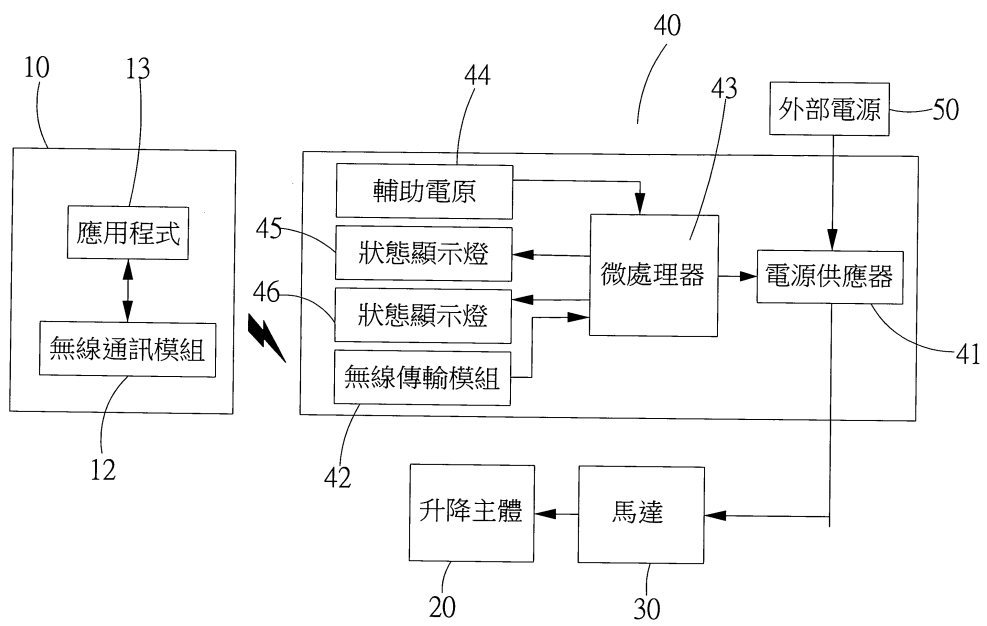 40
10
13
44
43
外部電源
50
輔助電原
應用程式
45
狀態顯示燈
微處理器
電源供應器
46
狀態顯示燈
無線通訊模組
無線傳輸模組
41
12
42
升降主體
馬達
20
30